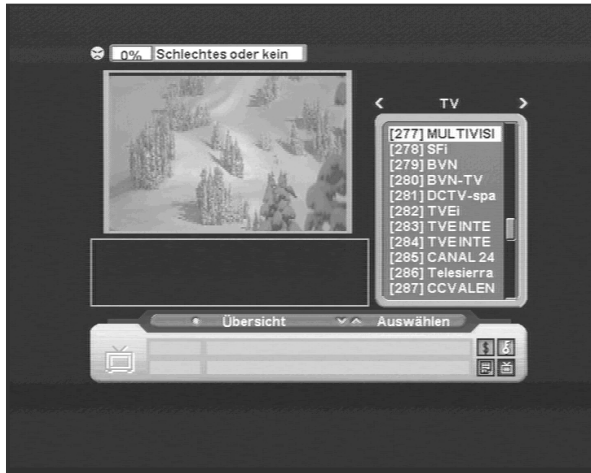 0% Schlechtes oder kein
TV
[277] MULTIVISI
[278] SFi
[279] BVN
[280] BVN-TV
[281] DCTV-spa
[282] TVEi
[283] TVE INTE
[284] TVE INTE
[285] CANAL 24
[286] Telesierra
[287] CCVALEN
Übersicht Auswählen
$